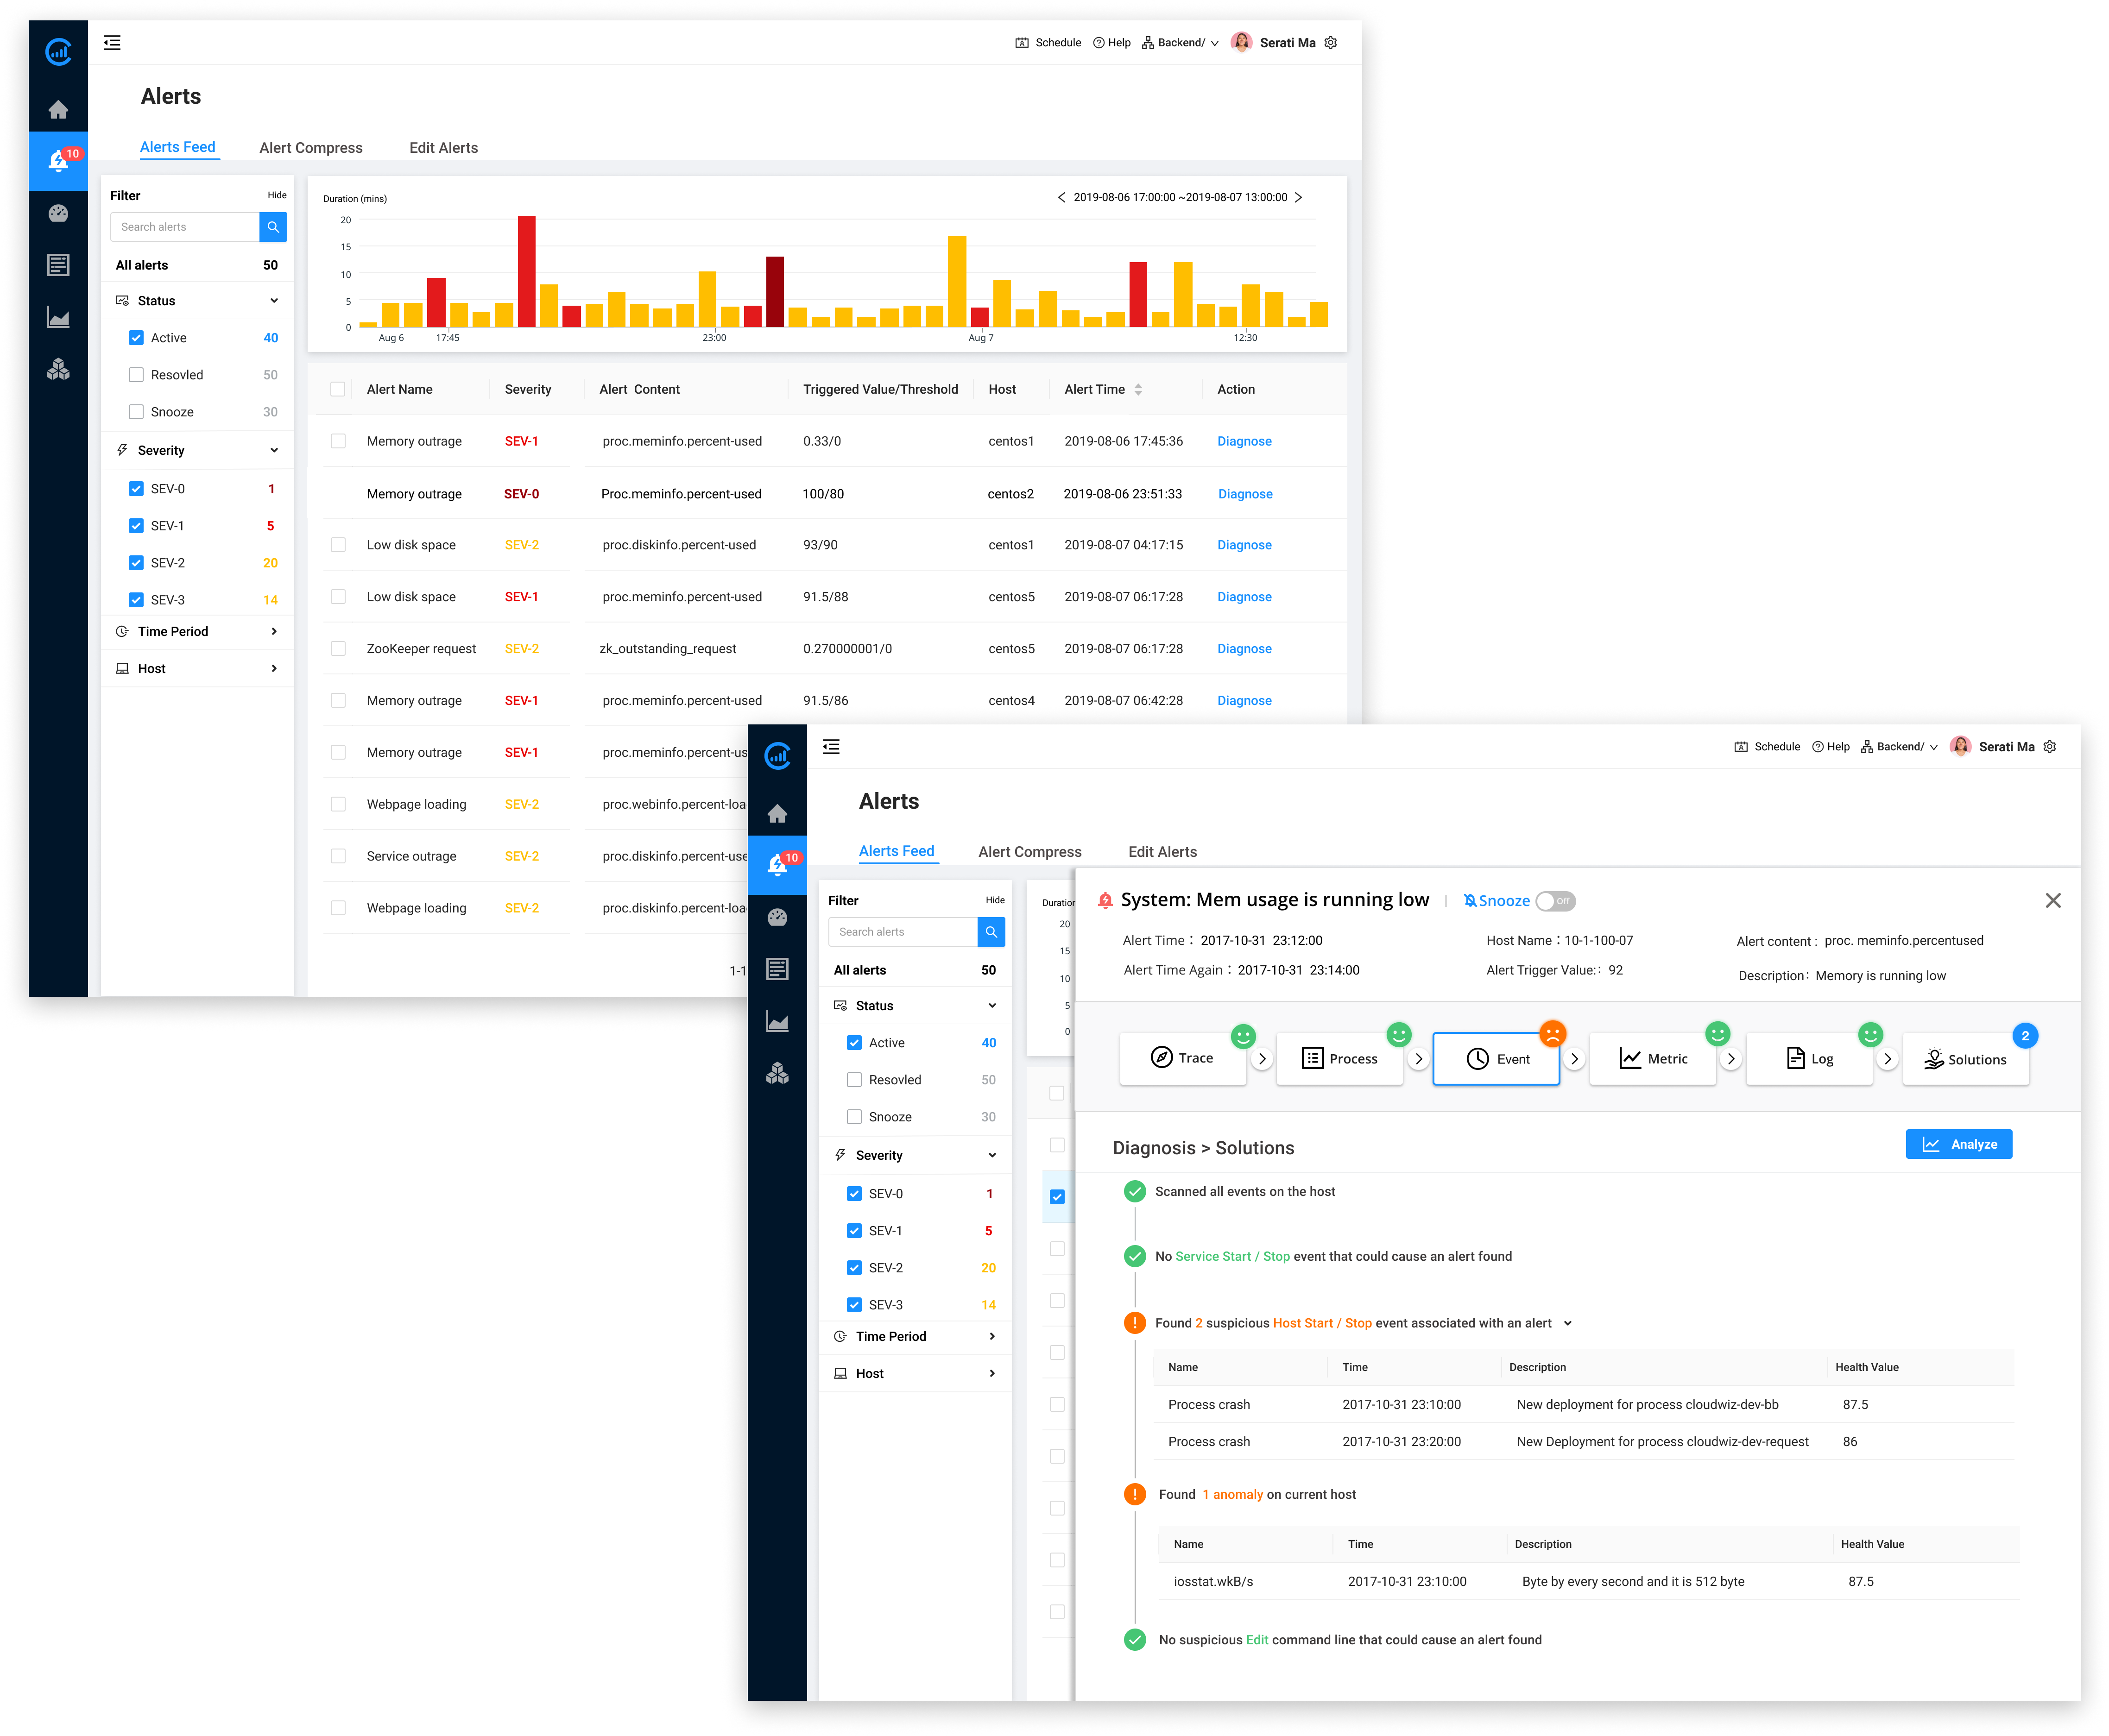 Schedule Help Backend/ Serati Ma
Alerts
10
Alerts Feed Alert Compress Edit Alerts
Filter Hide
Search alerts
All alerts 50
Status
Active 40
Resovled 50
Snooze 30
Severity
SEV-0 1
SEV-1 5
SEV-2 20
SEV-3 14
Time Period
Host
Duration (mins) 2019-08-06 17:00:00 ~2019-08-07 13:00:00
20
15
10
5
0
Aug 6 17:45 23:00 Aug 7 12:30
Alert Name Severity Alert Content Triggered Value/Threshold Host Alert Time Action
Memory outrage SEV-1 proc.meminfo.percent-used 0.33/0 centos1 2019-08-06 17:45:36 Diagnose
Memory outrage SEV-0 Proc.meminfo.percent-used 100/80 centos2 2019-08-06 23:51:33 Diagnose
Low disk space SEV-2 proc.diskinfo.percent-used 93/90 centos1 2019-08-07 04:17:15 Diagnose
Low disk space SEV-1 proc.meminfo.percent-used 91.5/88 centos5 2019-08-07 06:17:28 Diagnose
ZooKeeper request SEV-2 zk_outstanding_request 0.270000001/0 centos5 2019-08-07 06:17:28 Diagnose
Memory outrage SEV-1 proc.meminfo.percent-used 91.5/86 centos4 2019-08-07 06:42:28 Diagnose
Memory outrage SEV-1 proc.meminfo.percent-us
Webpage loading SEV-2 proc.webinfo.percent-loa
Service outrage SEV-2 proc.diskinfo.percent-use
Webpage loading SEV-2 proc.diskinfo.percent-loa
1-1
Schedule Help Backend/ Serati Ma
Alerts
10
Alerts Feed Alert Compress Edit Alerts
Filter Hide
Search alerts
All alerts 50
Status
Active 40
Resovled 50
Snooze 30
Severity
SEV-0 1
SEV-1 5
SEV-2 20
SEV-3 14
Time Period
Host
Duration
20
15
10
5
0
System: Mem usage is running low | Snooze Off
Alert Time： 2017-10-31 23:12:00 Host Name：10-1-100-07 Alert content : proc. meminfo.percentused
Alert Time Again： 2017-10-31 23:14:00 Alert Trigger Value:: 92 Description: Memory is running low
Trace Process Event Metric Log Solutions 2
Diagnosis > Solutions Analyze
Scanned all events on the host
No Service Start / Stop event that could cause an alert found
Found 2 suspicious Host Start / Stop event associated with an alert
Name Time Description Health Value
Process crash 2017-10-31 23:10:00 New deployment for process cloudwiz-dev-bb 87.5
Process crash 2017-10-31 23:20:00 New Deployment for process cloudwiz-dev-request 86
Found 1 anomaly on current host
Name Time Description Health Value
iosstat.wkB/s 2017-10-31 23:10:00 Byte by every second and it is 512 byte 87.5
No suspicious Edit command line that could cause an alert found